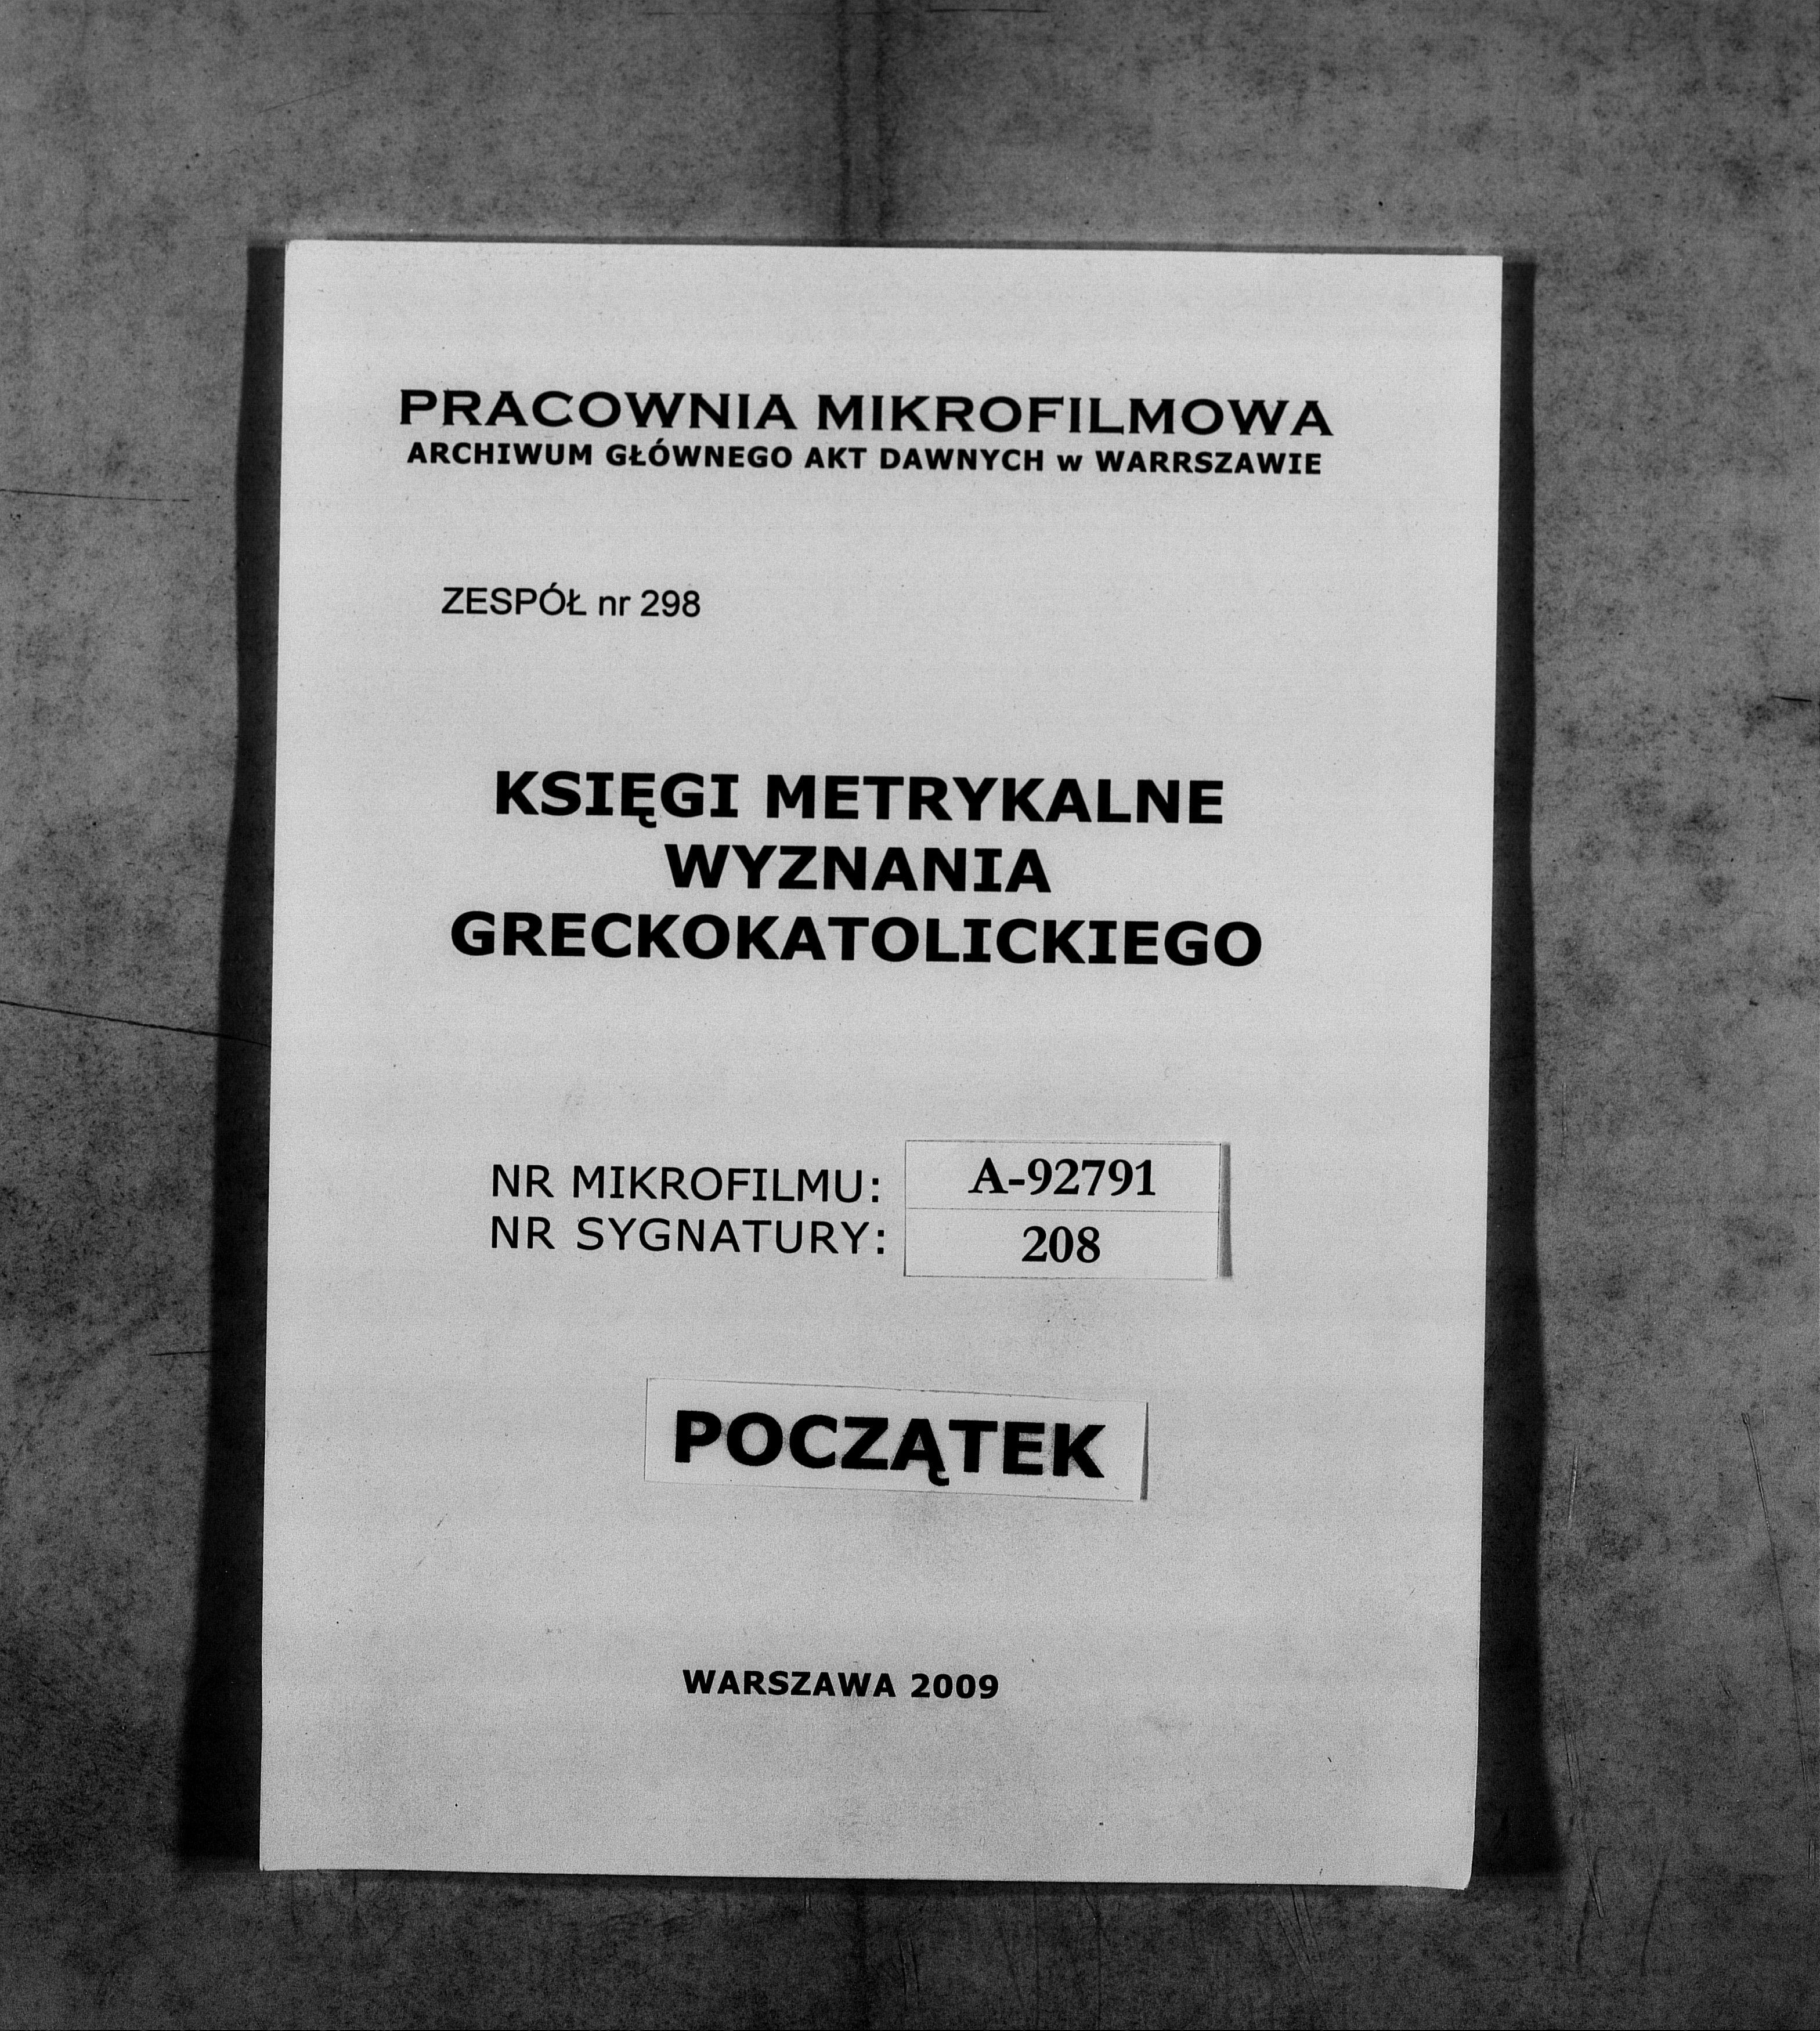 PRACOWNIA MIKROFILMOWA
ARCHIWUM GŁÓWNEGO AKT DAWNYCH w WARRSZAWIE
ZESPÓŁ nr 298
KSIĘGI METRYKALNE
WYZNANIA
GRECKOKATOLICKIEGO
NR MIKROFILMU: A-92791
NR SYGNATURY: 208
POCZĄTEK
WARSZAWA 2009